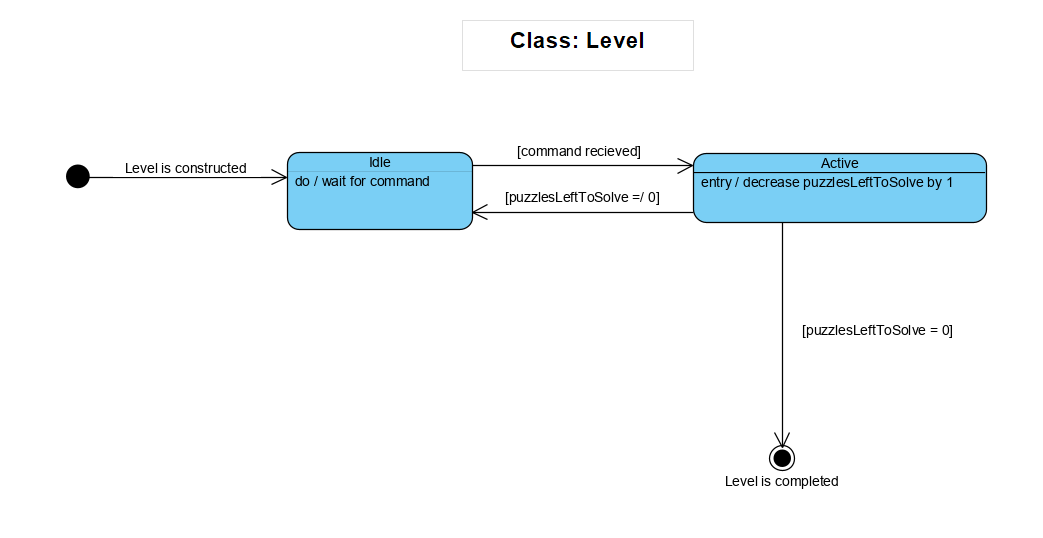 Class: Level
Level is constructed
Idle
do / wait for command
[command recieved]
[puzzlesLeftToSolve =/ 0]
Active
entry / decrease puzzlesLeftToSolve by 1
[puzzlesLeftToSolve = 0]
Level is completed